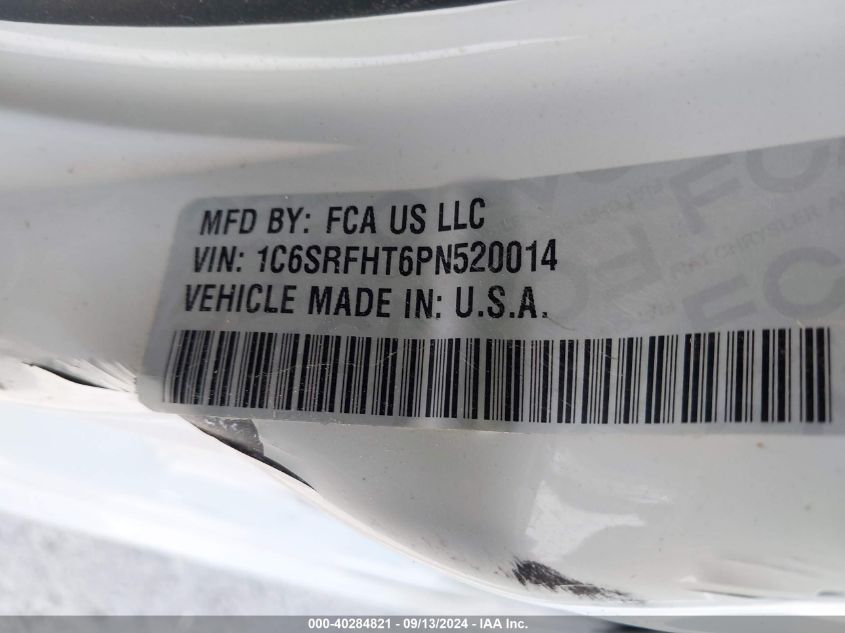 MFD BY: FCA US LLC
VIN: 1C6SRFHT6PN520014
VEHICLE MADE IN: U.S.A.
000-40284821 - 09/13/2024 - IAA Inc.